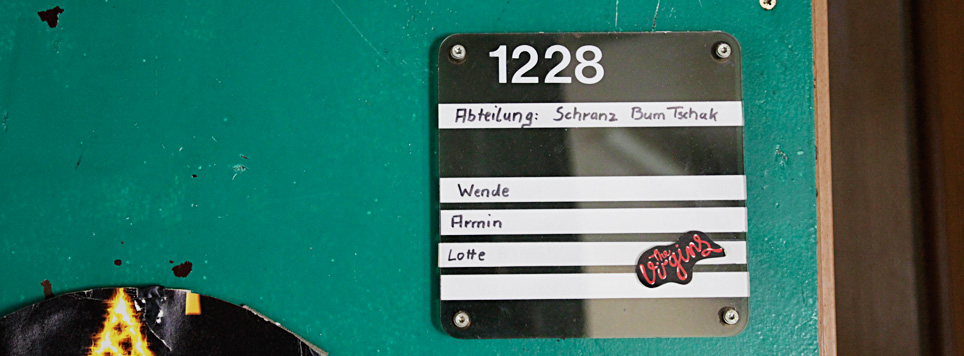 1228
Abteilung: Schranz Bum Tschak
Wende
Armin
Lotte
The
Virgins